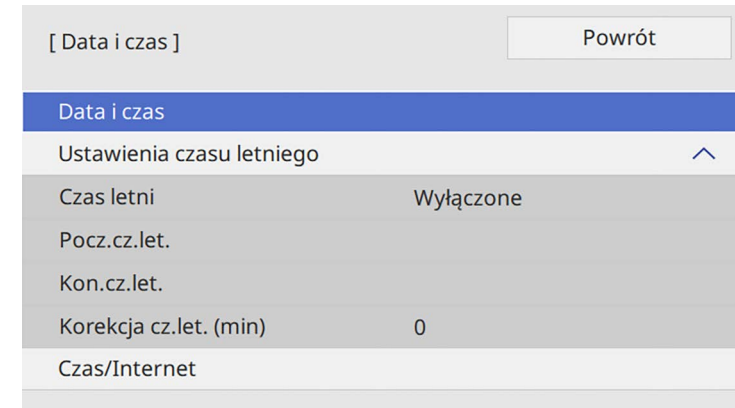 [ Data i czas ]
Powrót
Data i czas
Ustawienia czasu letniego
Czas letni Wyłączone
Pocz.cz.let.
Kon.cz.let.
Korekcja cz.let. (min) 0
Czas/Internet